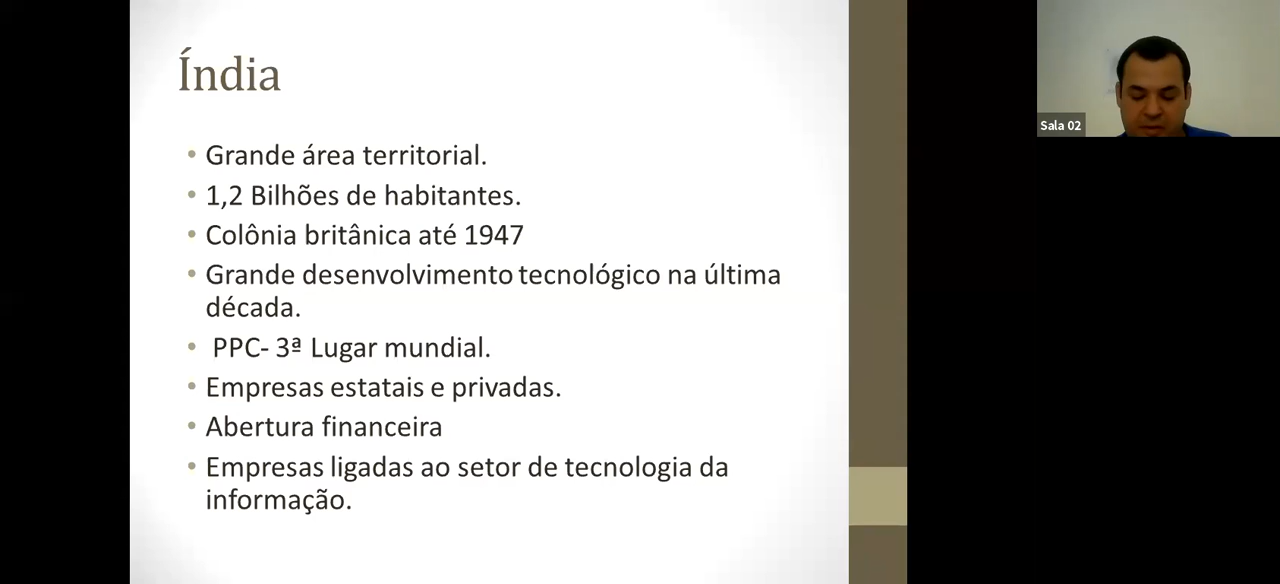 Índia
• Grande área territorial.
• 1,2 Bilhões de habitantes.
• Colônia britânica até 1947
• Grande desenvolvimento tecnológico na última
década.
• PPC- 3ª Lugar mundial.
• Empresas estatais e privadas.
• Abertura financeira
• Empresas ligadas ao setor de tecnologia da
informação.
Sala 02